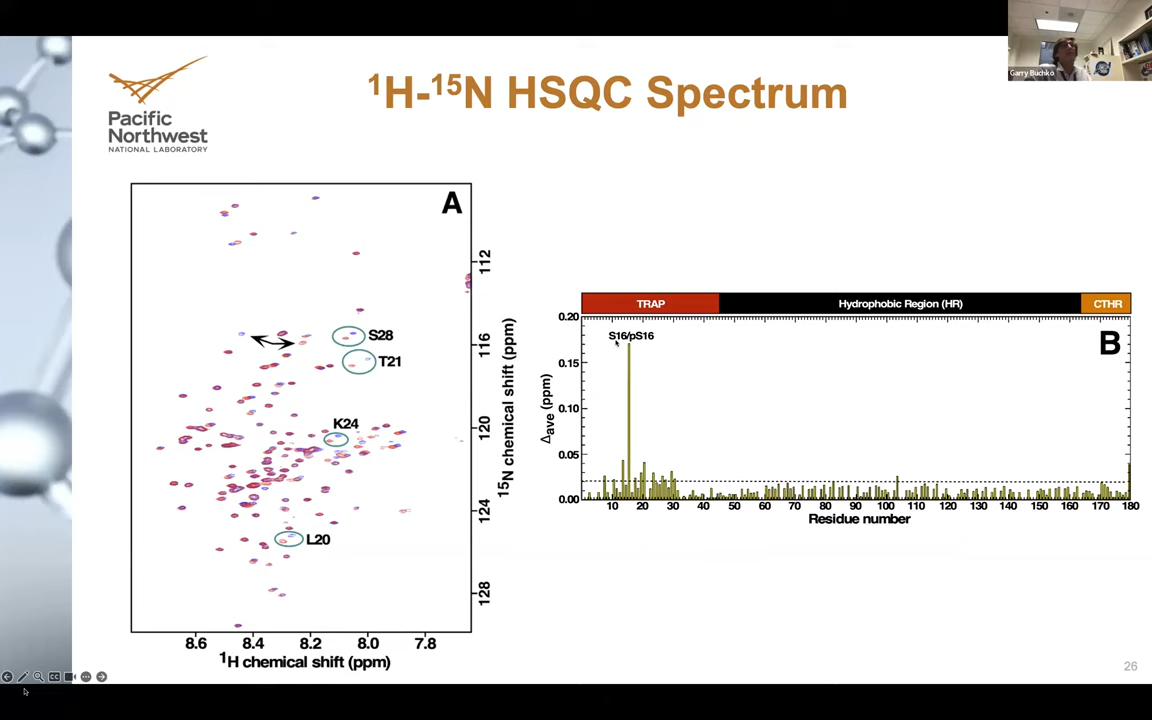 Garry Buchko
Pacific
Northwest
NATIONAL LABORATORY
¹H-¹⁵N HSQC Spectrum
A
S28
T21
K24
L20
112
116
120
124
128
¹⁵N chemical shift (ppm)
8.6 8.4 8.2 8.0 7.8
¹H chemical shift (ppm)
TRAP Hydrophobic Region (HR) CTHR
B
S16/pS16
0.20
0.15
0.10
0.05
0.00
Δave (ppm)
10 20 30 40 50 60 70 80 90 100 110 120 130 140 150 160 170 180
Residue number
CC
26